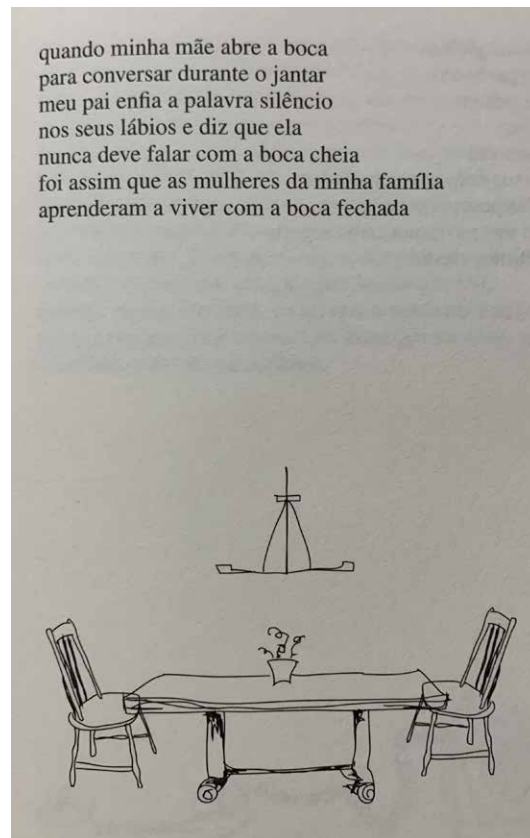 quando minha mãe abre a boca
para conversar durante o jantar
meu pai enfia a palavra silêncio
nos seus lábios e diz que ela
nunca deve falar com a boca cheia
foi assim que as mulheres da minha família
aprenderam a viver com a boca fechada